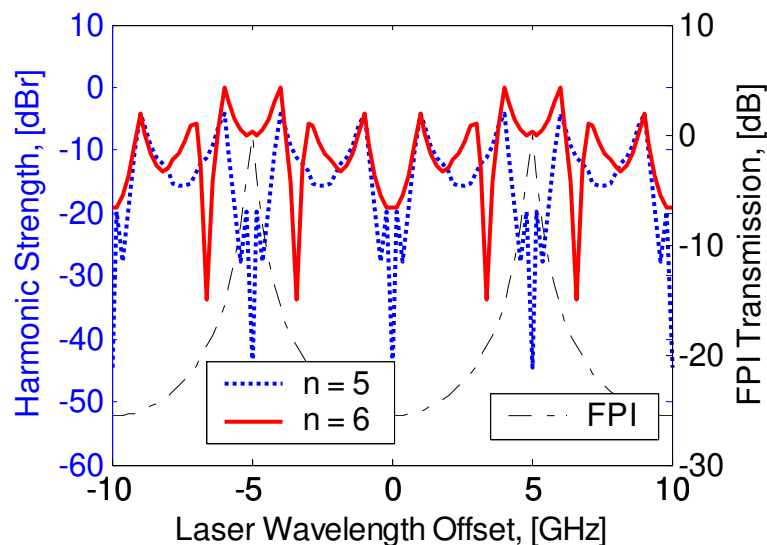 10
0
-10
-20
-30
-40
-50
-60
Harmonic Strength, [dBr]
10
0
-10
-20
-30
FPI Transmission, [dB]
n = 5
n = 6
FPI
-10 -5 0 5 10
Laser Wavelength Offset, [GHz]